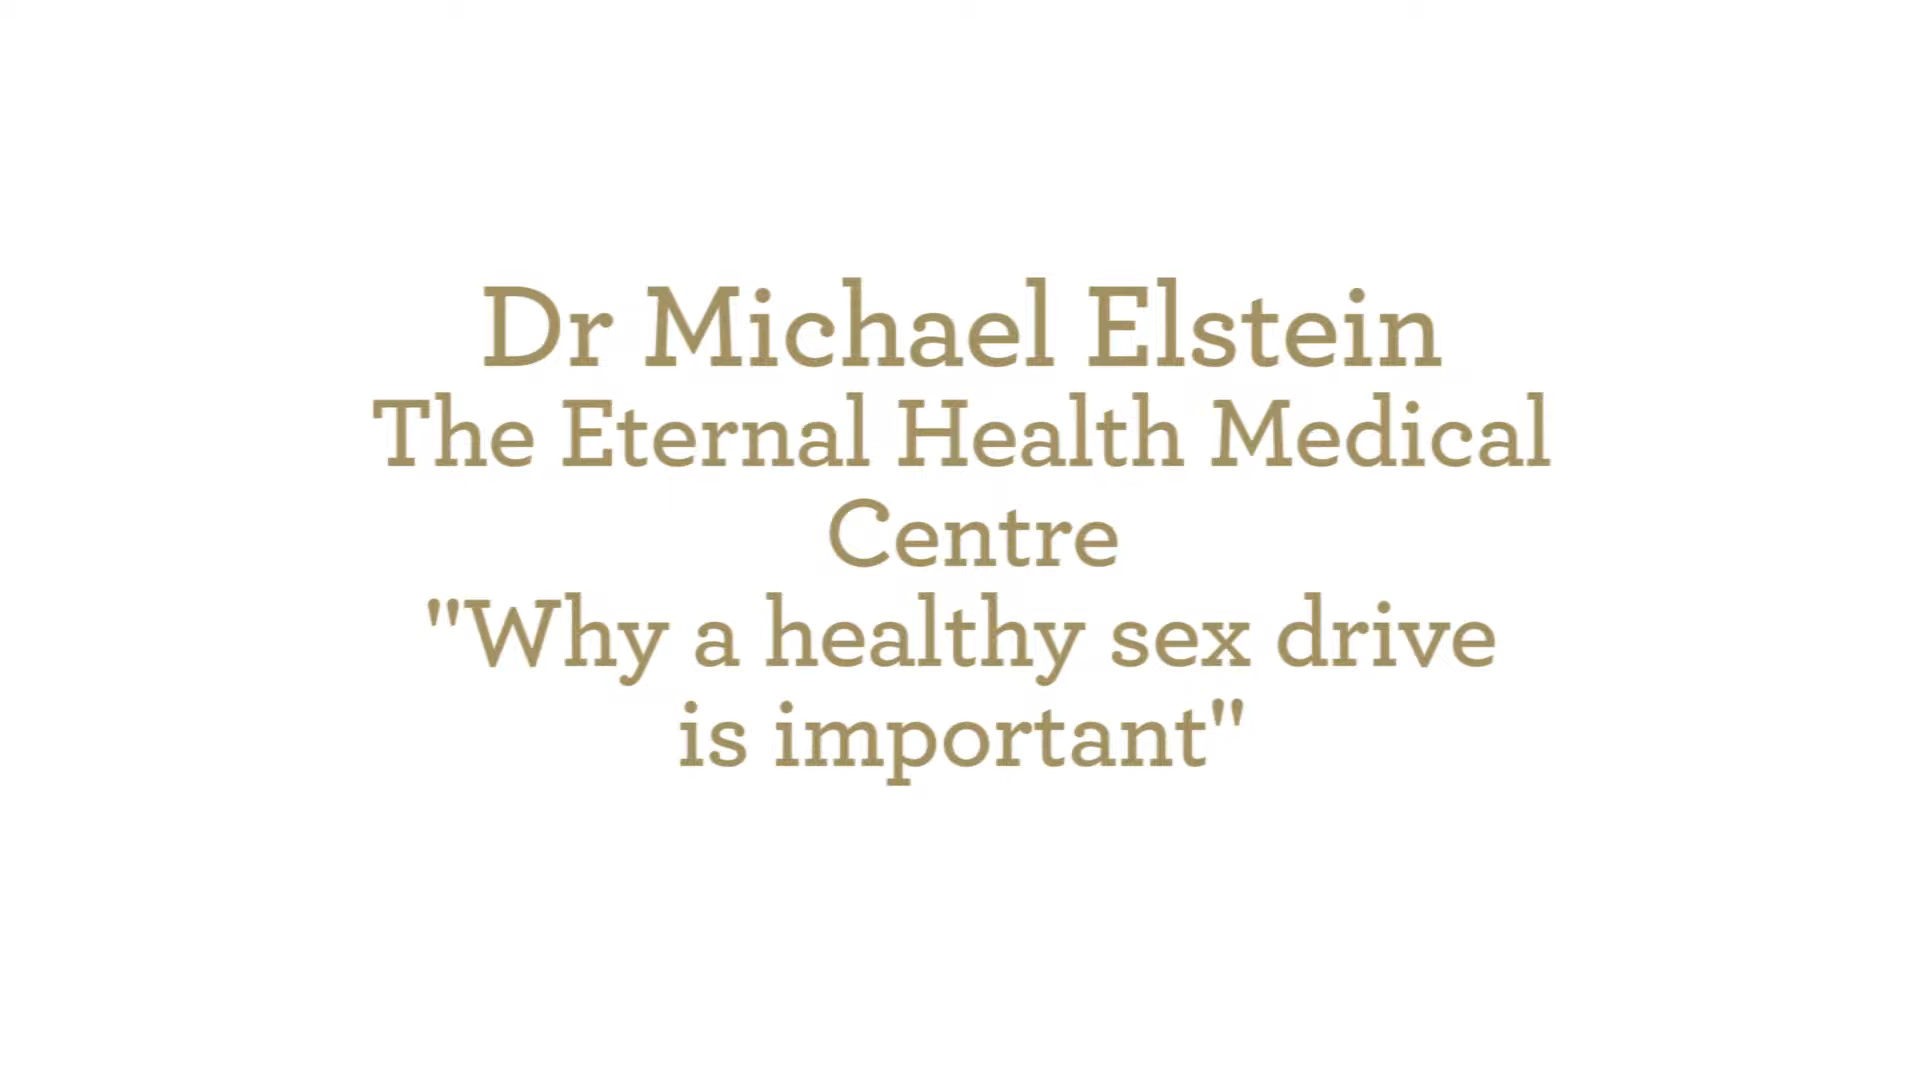 Dr Michael Elstein
The Eternal Health Medical
Centre
"Why a healthy sex drive
is important"